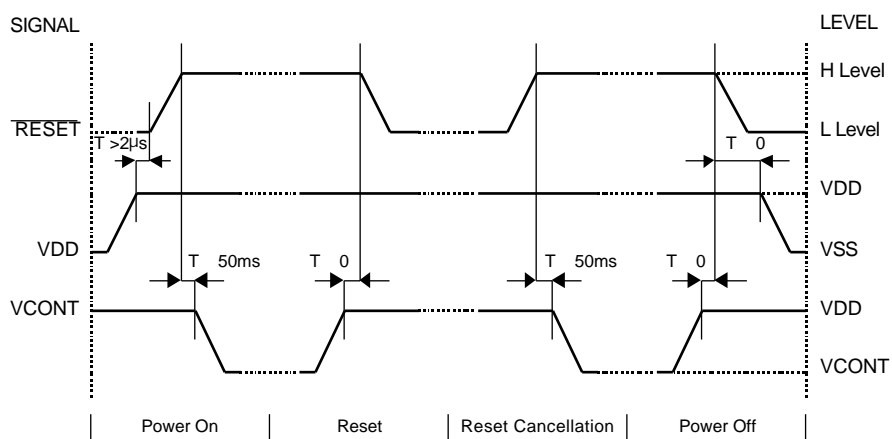 SIGNAL LEVEL
H Level
RESET L Level
T >2μs T 0
VDD
VDD VSS
T 50ms T 0 T 50ms T 0
VCONT VDD
VCONT
Power On Reset Reset Cancellation Power Off